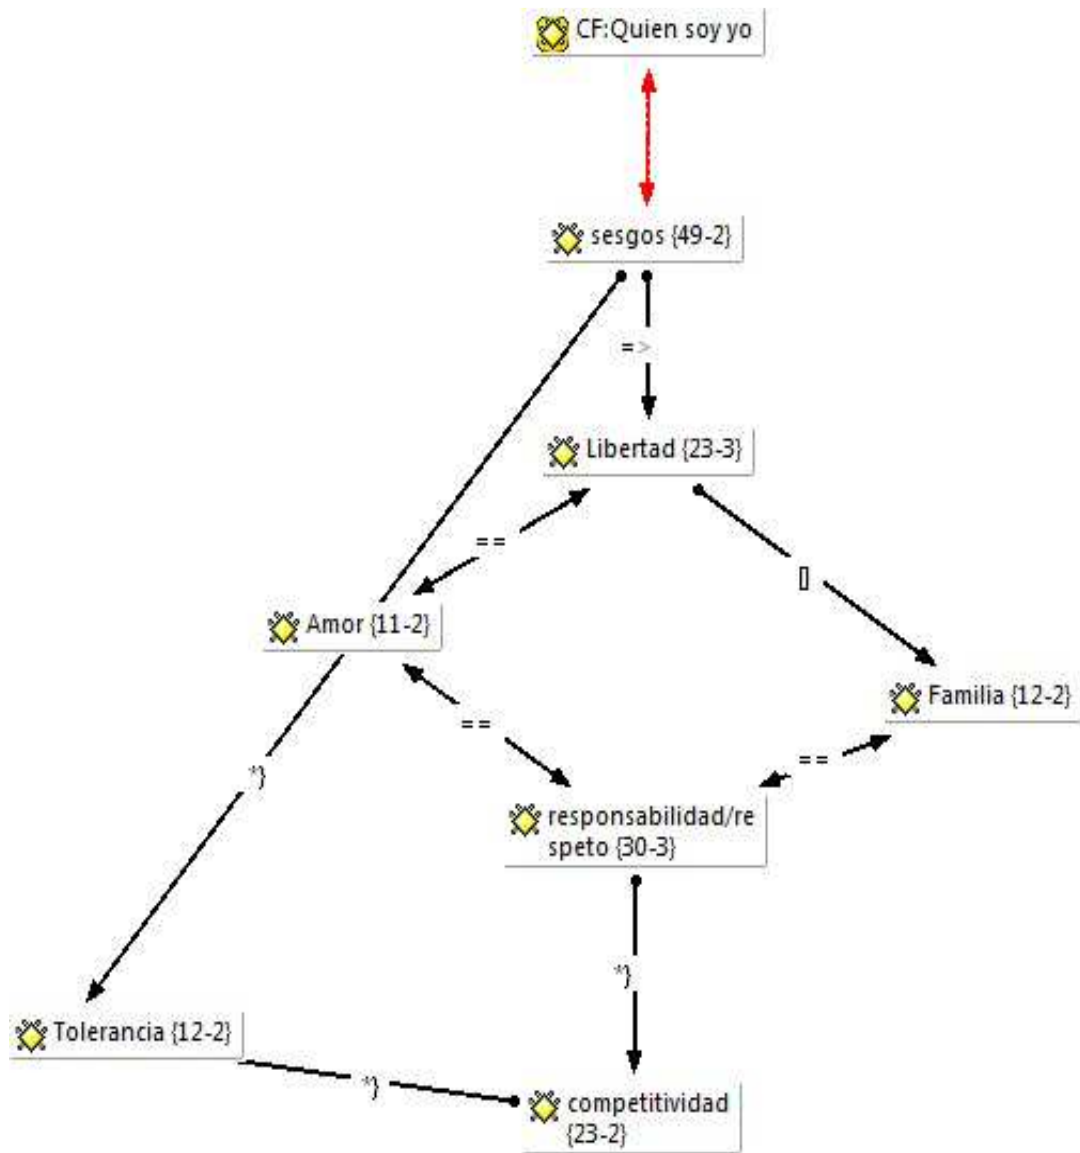 CF:Quien soy yo
sesgos {49-2}
=>
Libertad {23-3}
==
[]
Amor {11-2}
Familia {12-2}
==
==
*}
responsabilidad/re
speto {30-3}
*}
Tolerancia {12-2}
*}
competitividad
{23-2}